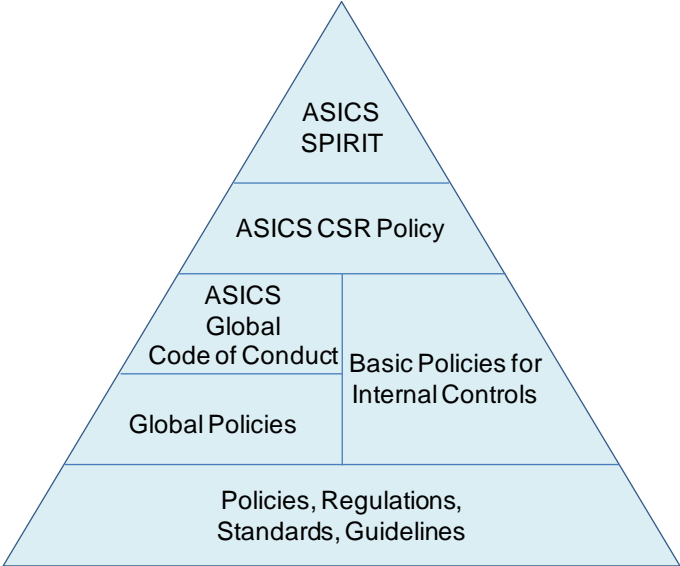 ASICS
SPIRIT
ASICS CSR Policy
ASICS
Global
Code of Conduct
Global Policies
Basic Policies for
Internal Controls
Policies, Regulations,
Standards, Guidelines